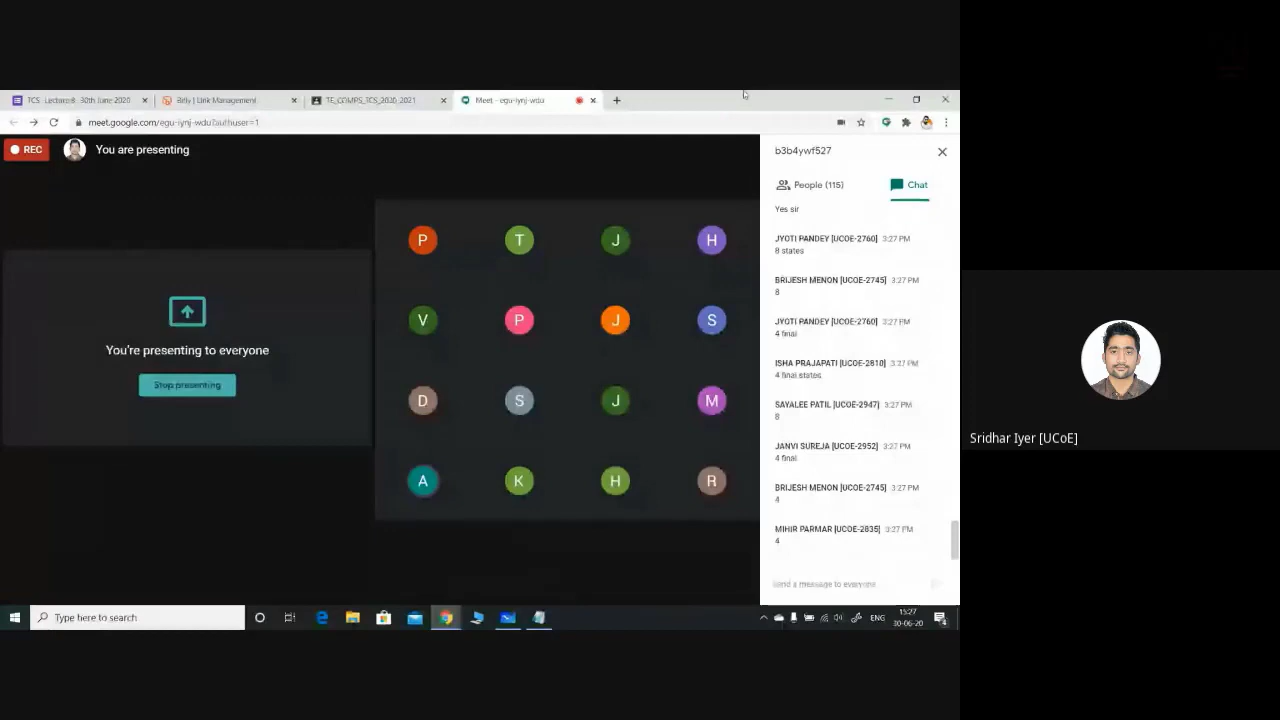 TCS - Lecture 8 - 30th June 2020
Bitly | Link Management
TE_COMPS_TCS_2020_2021
Meet - egu-iynj-wdu
meet.google.com/egu-iynj-wdu?authuser=1
REC
You are presenting
b3b4ywf527
People (115)
Chat
Yes sir
JYOTI PANDEY [UCOE-2760] 3:27 PM
8 states
BRIJESH MENON [UCOE-2745] 3:27 PM
8
JYOTI PANDEY [UCOE-2760] 3:27 PM
4 final
ISHA PRAJAPATI [UCOE-2810] 3:27 PM
4 final states
SAYALEE PATIL [UCOE-2947] 3:27 PM
8
JANVI SUREJA [UCOE-2952] 3:27 PM
4 final
BRIJESH MENON [UCOE-2745] 3:27 PM
4
MIHIR PARMAR [UCOE-2835] 3:27 PM
4
Send a message to everyone
P T J H
V P J S
D S J M
A K H R
You're presenting to everyone
Stop presenting
Sridhar Iyer [UCoE]
Type here to search
ENG
15:27
30-06-20
4